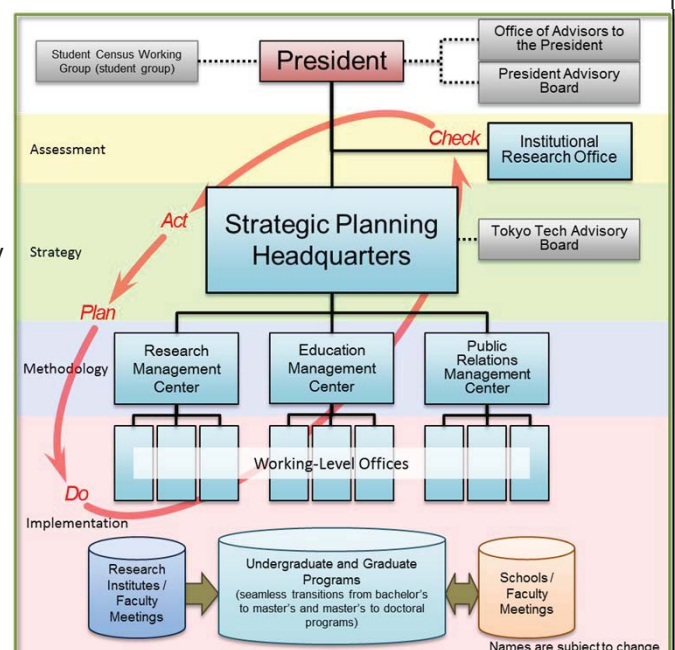 Student Census Working
Group (student group)
President
Office of Advisors to
the President
President Advisory
Board
Assessment
Check
Institutional
Research Office
Act
Strategic Planning
Headquarters
Tokyo Tech Advisory
Board
y
Strategy
Plan
Methodology
Research
Management
Center
Education
Management
Center
Public
Relations
Management
Center
Working-Level Offices
Do
Implementation
Research
Institutes /
Faculty
Meetings
Undergraduate and Graduate
Programs
(seamless transitions from bachelor's
to master's and master's to doctoral
programs)
Schools /
Faculty
Meetings
Names are subject to change